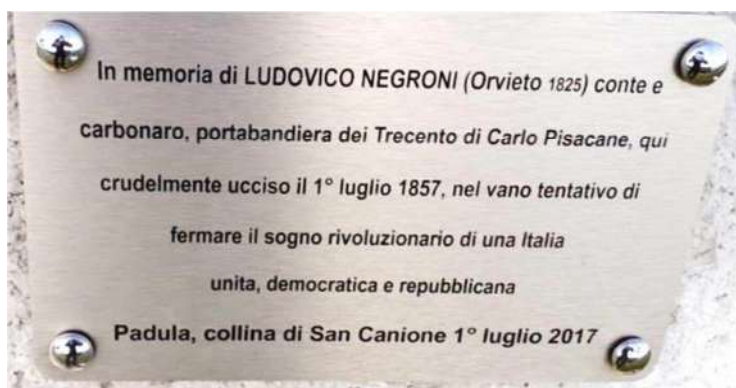 In memoria di LUDOVICO NEGRONI (Orvieto 1825) conte e
carbonaro, portabandiera dei Trecento di Carlo Pisacane, qui
crudelmente ucciso il 1° luglio 1857, nel vano tentativo di
fermare il sogno rivoluzionario di una Italia
unita, democratica e repubblicana
Padula, collina di San Canione 1° luglio 2017